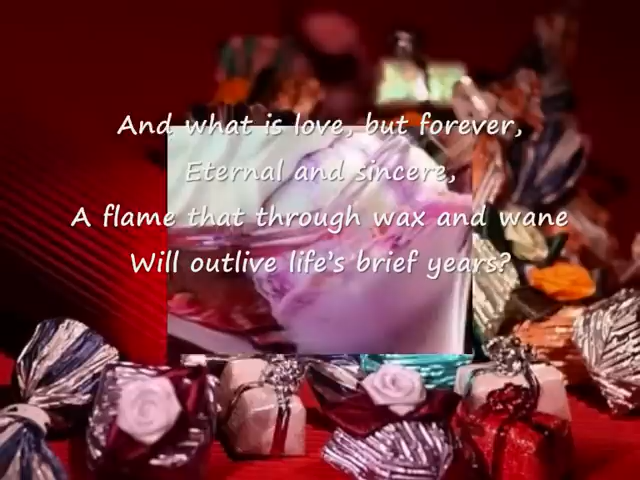 And what is love, but forever,
Eternal and sincere,
A flame that through wax and wane
Will outlive life's brief years?